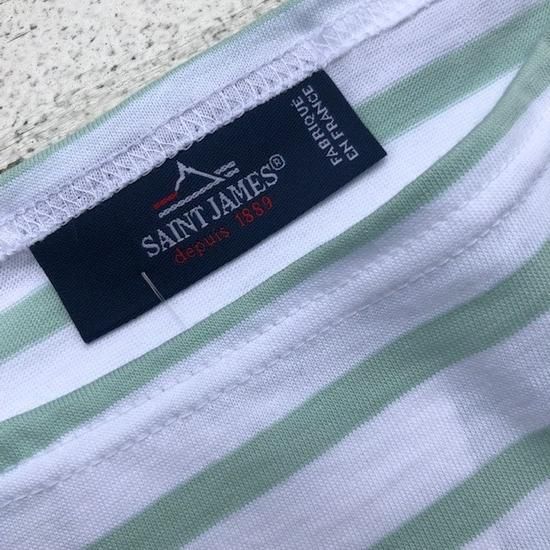 SAINT JAMES®
depuis 1889
FABRIQUÉ
EN FRANCE